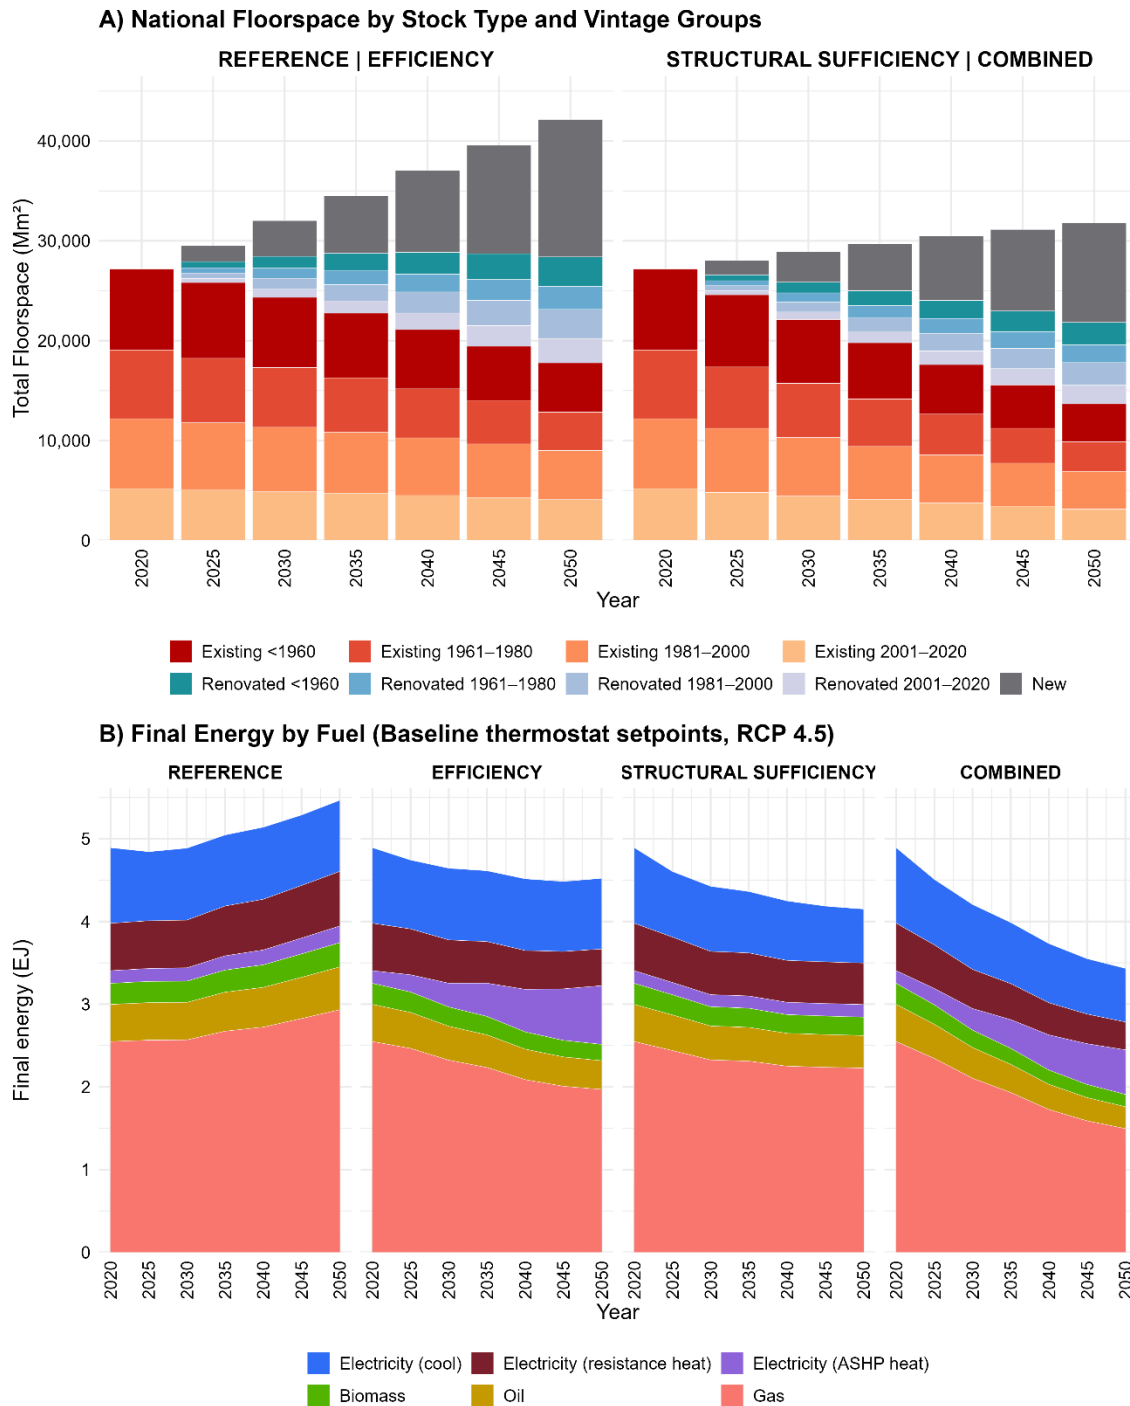 A) National Floorspace by Stock Type and Vintage Groups
REFERENCE | EFFICIENCY
STRUCTURAL SUFFICIENCY | COMBINED
Total Floorspace (Mm²)
40,000
30,000
20,000
10,000
0
2020 2025 2030 2035 2040 2045 2050
2020 2025 2030 2035 2040 2045 2050
Year
Existing <1960 Existing 1961–1980 Existing 1981–2000 Existing 2001–2020
Renovated <1960 Renovated 1961–1980 Renovated 1981–2000 Renovated 2001–2020 New
B) Final Energy by Fuel (Baseline thermostat setpoints, RCP 4.5)
REFERENCE
EFFICIENCY
STRUCTURAL SUFFICIENCY
COMBINED
Final energy (EJ)
5
4
3
2
1
0
2020 2025 2030 2035 2040 2045 2050
2020 2025 2030 2035 2040 2045 2050
2020 2025 2030 2035 2040 2045 2050
2020 2025 2030 2035 2040 2045 2050
Year
Electricity (cool) Electricity (resistance heat) Electricity (ASHP heat)
Biomass Oil Gas